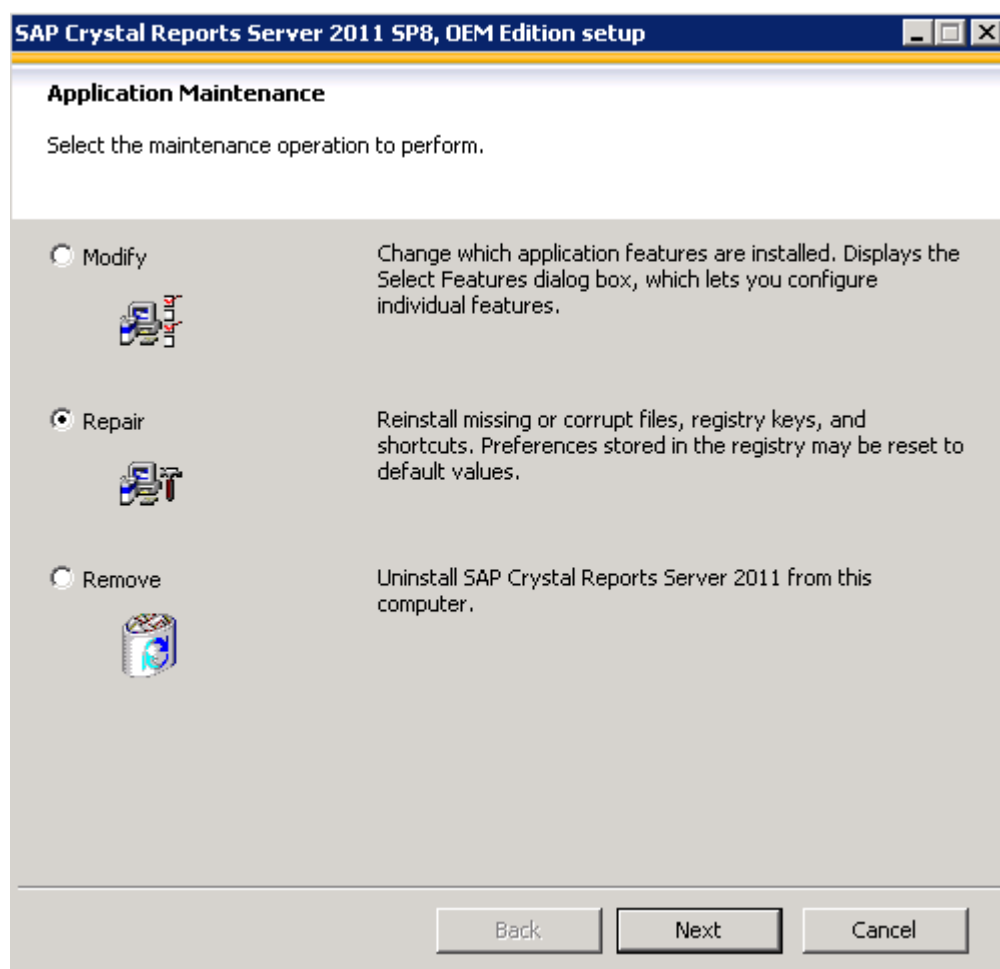 SAP Crystal Reports Server 2011 SP8, OEM Edition setup
Application Maintenance
Select the maintenance operation to perform.
Modify
Change which application features are installed. Displays the
Select Features dialog box, which lets you configure
individual features.
Repair
Reinstall missing or corrupt files, registry keys, and
shortcuts. Preferences stored in the registry may be reset to
default values.
Remove
Uninstall SAP Crystal Reports Server 2011 from this
computer.
Back
Next
Cancel